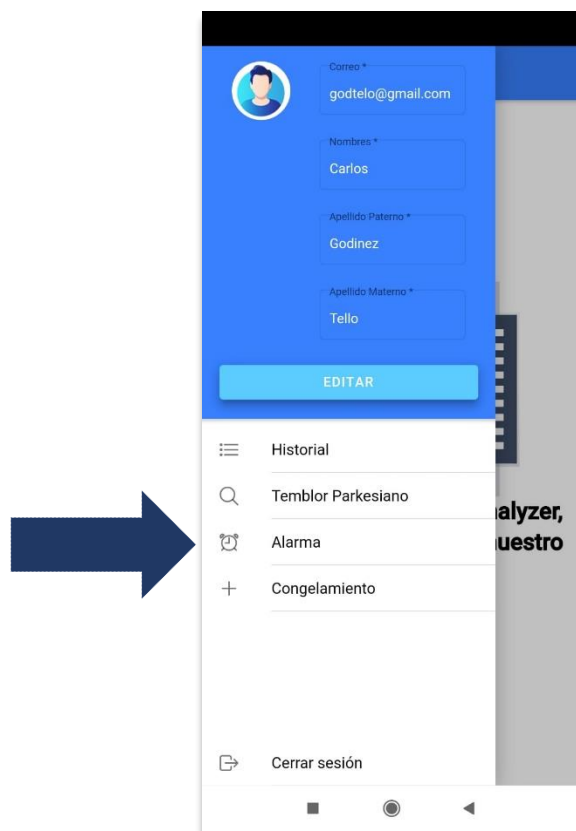 Correo *
godtelo@gmail.com
Nombres *
Carlos
Apellido Paterno *
Godinez
Apellido Materno *
Tello
EDITAR
Historial
Temblor Parkesiano
alyzer,
Alarma
uestro
Congelamiento
Cerrar sesión